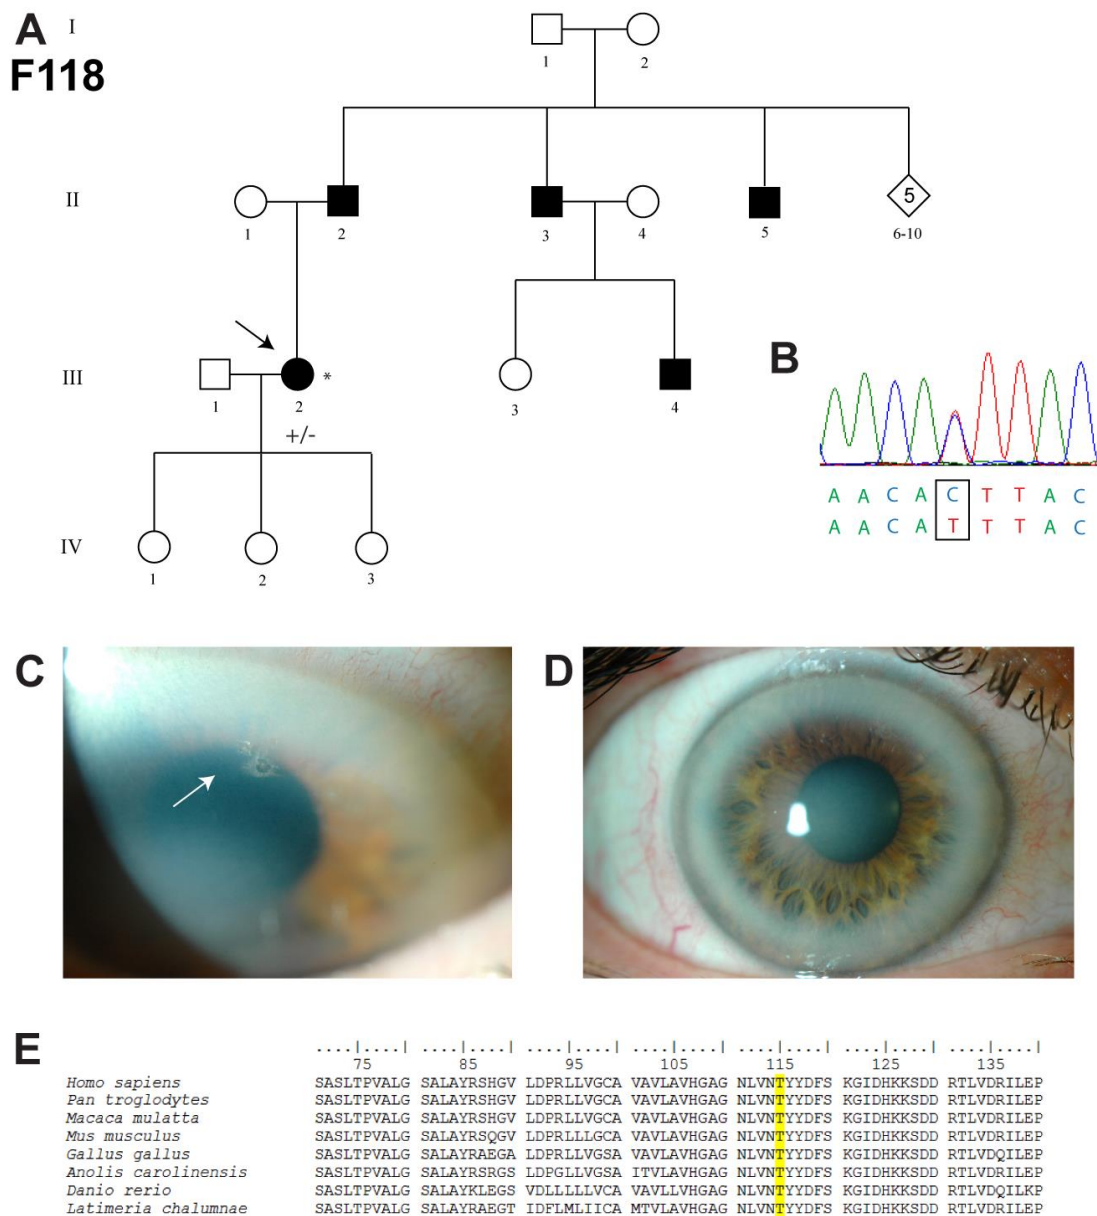 A I
F118
1 2
II 5
1 2 3 4 5 6-10
III *
1 2 3 4
+/-
IV
1 2 3
B
A A C A C T T A C
A A C A T T T A C
C D
E
....|....| ....|....| ....|....| ....|....| ....|....| ....|....| ....|....|
75 85 95 105 115 125 135
Homo sapiens SASLTPVALG SALAYRSHGV LDPRLLVGCA VAVLAVHGAG NLVNTYYDFS KGIDHKKSDD RTLVDRILEP
Pan troglodytes SASLTPVALG SALAYRSHGV LDPRLLVGCA VAVLAVHGAG NLVNTYYDFS KGIDHKKSDD RTLVDRILEP
Macaca mulatta SASLTPVALG SALAYRSHGV LDPRLLVGCA VAVLAVHGAG NLVNTYYDFS KGIDHKKSDD RTLVDRILEP
Mus musculus SASLTPVALG SALAYRSQGV LDPRLLLGCA VAVLAVHGAG NLVNTYYDFS KGIDHKKSDD RTLVDRILEP
Gallus gallus SASLTPVALG SALAYRAEGA LDPRLLVGSA VAVLAVHGAG NLVNTYYDFS KGIDHKKSDD RTLVDQILEP
Anolis carolinensis SASLTPVALG SALAYRSRGS LDPGLLVGSA ITVLAVHGAG NLVNTYYDFS KGIDHKKSDD RTLVDRILEP
Danio rerio SASLTPVALG SALAYKLEGS VDLLLLLVCA VAVLLVHGAG NLVNTYYDFS KGIDHKKSDD RTLVDQILKP
Latimeria chalumnae SASLTPVALG SALAYRAEGT IDFLMLIICA MTVLAVHGAG NLVNTYYDFS KGIDHKKSDD RTLVDRILEP